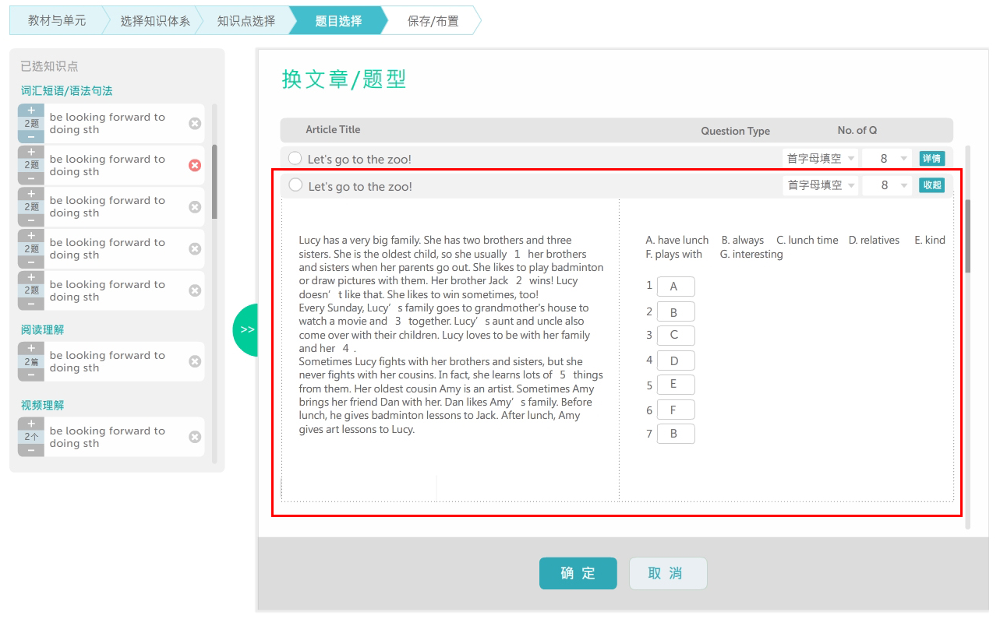 教材与单元 选择知识体系 知识点选择 题目选择 保存/布置
已选知识点
词汇短语/语法句法
+
2题
−
be looking forward to
doing sth
+
2题
−
be looking forward to
doing sth
+
2题
−
be looking forward to
doing sth
+
2题
−
be looking forward to
doing sth
+
2题
−
be looking forward to
doing sth
阅读理解
+
2篇
−
be looking forward to
doing sth
视频理解
+
2个
−
be looking forward to
doing sth
>>
换文章/题型
Article Title Question Type No. of Q
Let's go to the zoo! 首字母填空 8 详情
Let's go to the zoo! 首字母填空 8 收起
Lucy has a very big family. She has two brothers and three
sisters. She is the oldest child, so she usually 1 her brothers
and sisters when her parents go out. She likes to play badminton
or draw pictures with them. Her brother Jack 2 wins! Lucy
doesn’ t like that. She likes to win sometimes, too!
Every Sunday, Lucy’ s family goes to grandmother's house to
watch a movie and 3 together. Lucy’ s aunt and uncle also
come over with their children. Lucy loves to be with her family
and her 4 .
Sometimes Lucy fights with her brothers and sisters, but she
never fights with her cousins. In fact, she learns lots of 5 things
from them. Her oldest cousin Amy is an artist. Sometimes Amy
brings her friend Dan with her. Dan likes Amy’ s family. Before
lunch, he gives badminton lessons to Jack. After lunch, Amy
gives art lessons to Lucy.
A. have lunch B. always C. lunch time D. relatives E. kind
F. plays with G. interesting
1 A
2 B
3 C
4 D
5 E
6 F
7 B
确 定 取 消